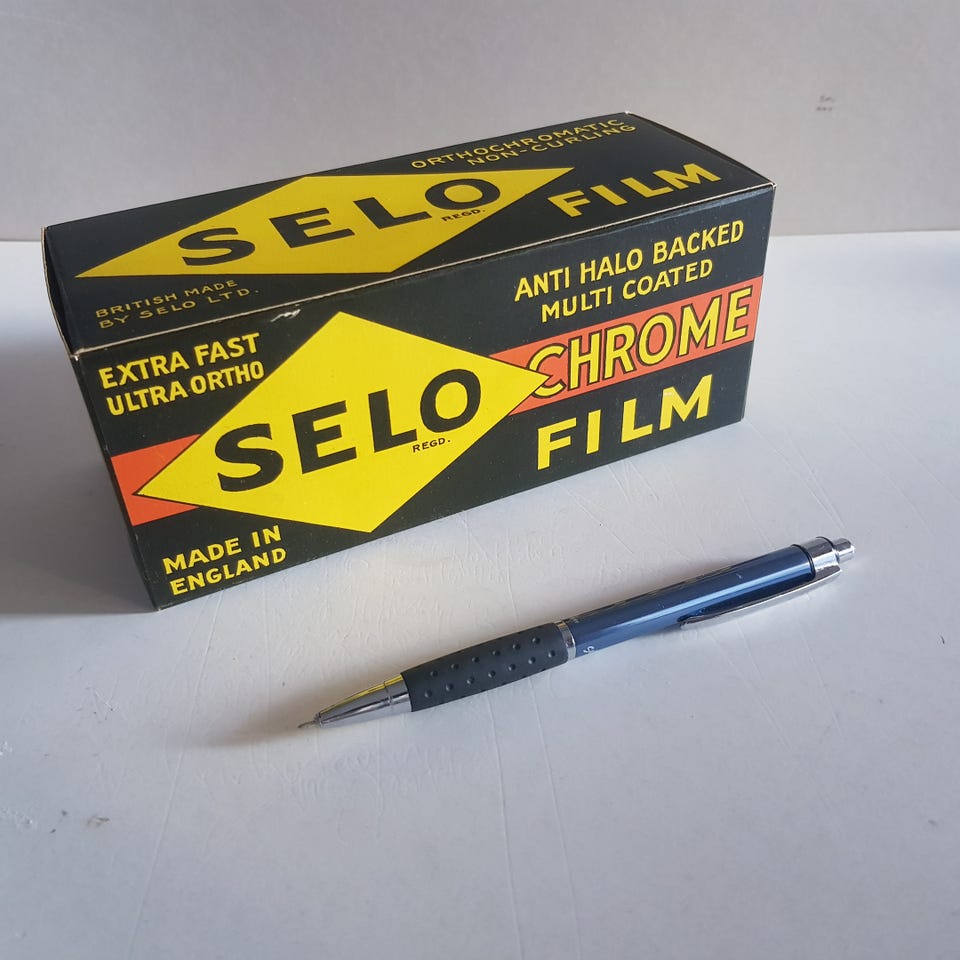 ORTHOCHROMATIC
NON-CURLING
SELO
REGD.
FILM
BRITISH MADE
BY SELO LTD.
EXTRA FAST
ULTRA ORTHO
ANTI HALO BACKED
MULTI COATED
SELO
REGD.
CHROME
FILM
MADE IN
ENGLAND